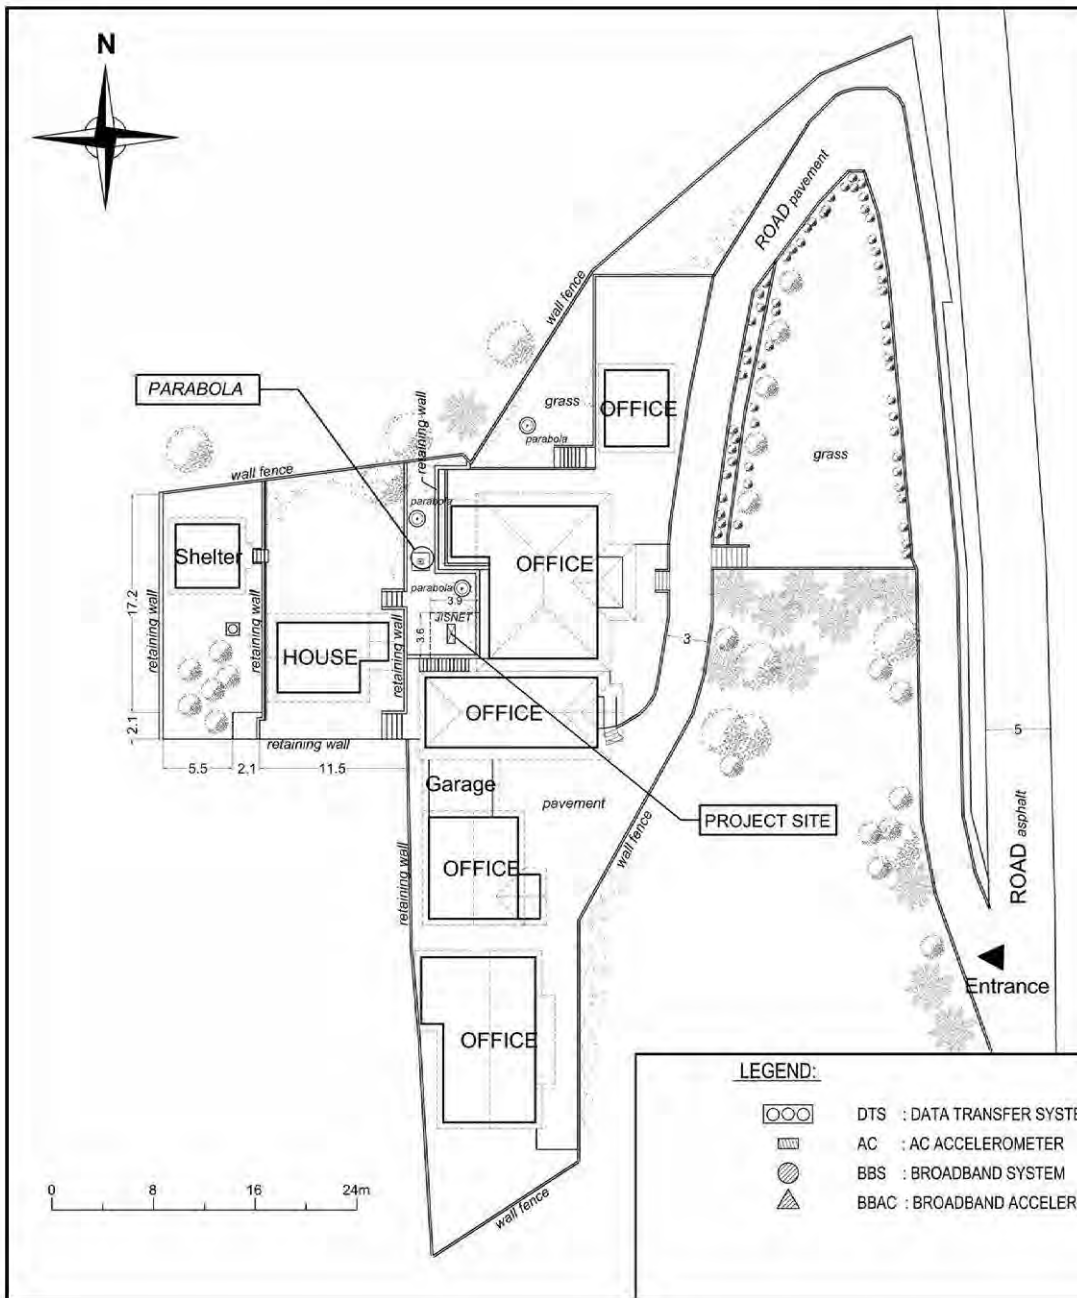 N
ROAD pavement
wall fence
PARABOLA
retaining wall
grass
OFFICE
parabola
grass
wall fence
parabola
Shelter
OFFICE
parabola
3.9
17.2
retaining wall
retaining wall
JISNET
3.6
HOUSE
retaining wall
3
OFFICE
2.1
retaining wall
5.5
2.1
11.5
5
Garage
pavement
PROJECT SITE
wall fence
ROAD asphalt
OFFICE
retaining wall
Entrance
OFFICE
LEGEND:
DTS : DATA TRANSFER SYSTE
AC : AC ACCELEROMETER
BBS : BROADBAND SYSTEM
BBAC : BROADBAND ACCELER
0 8 16 24m
wall fence